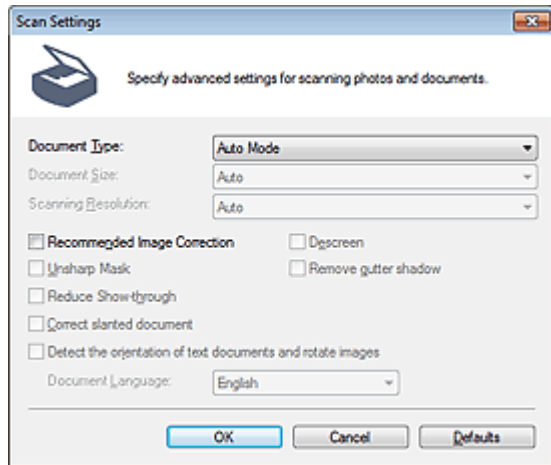 Scan Settings
Specify advanced settings for scanning photos and documents.
Document Type: Auto Mode
Document Size: Auto
Scanning Resolution: Auto
Recommended Image Correction Descreen
Unsharp Mask Remove gutter shadow
Reduce Show-through
Correct slanted document
Detect the orientation of text documents and rotate images
Document Language: English
OK Cancel Defaults